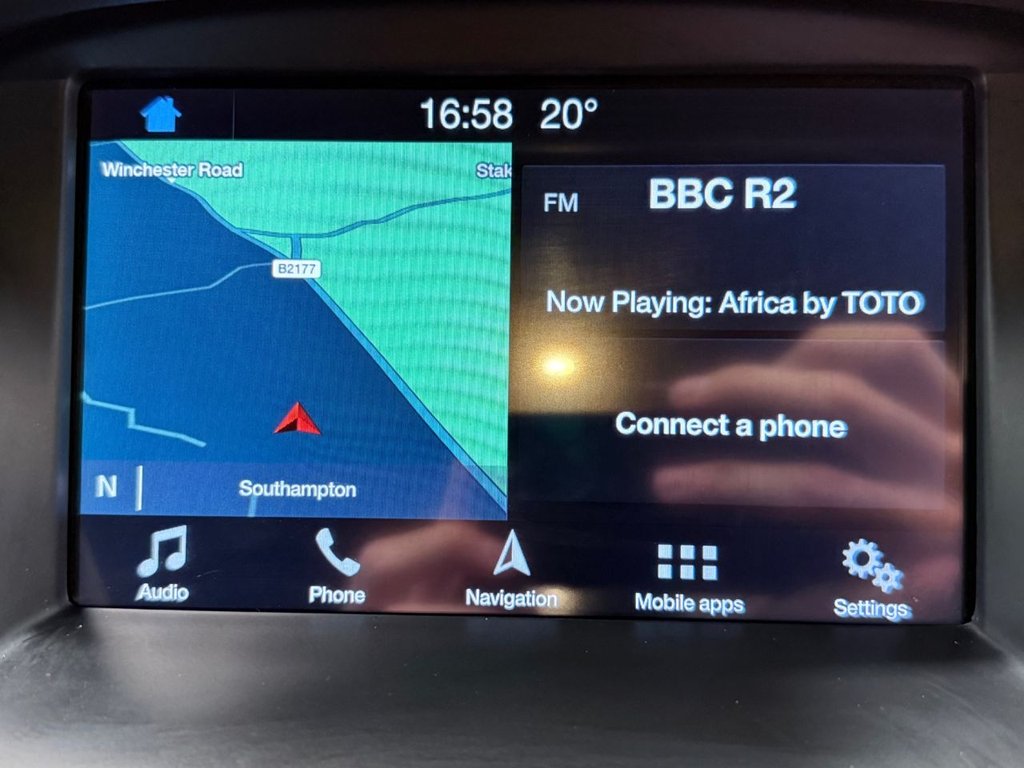 16:58 20°
Winchester Road
Stak
B2177
N
Southampton
FM
BBC R2
Now Playing: Africa by TOTO
Connect a phone
Audio
Phone
Navigation
Mobile apps
Settings